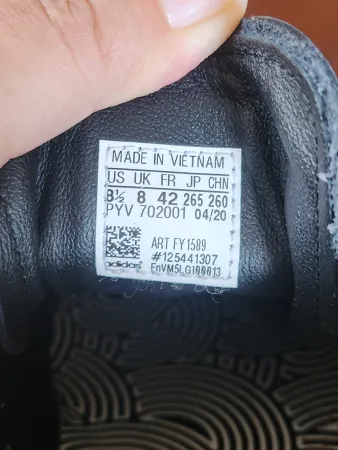 MADE IN VIETNAM
US UK FR JP CHN
8½ 8 42 265 260
PYV 702001 04/20
ART FY1589
#125441307
adidas